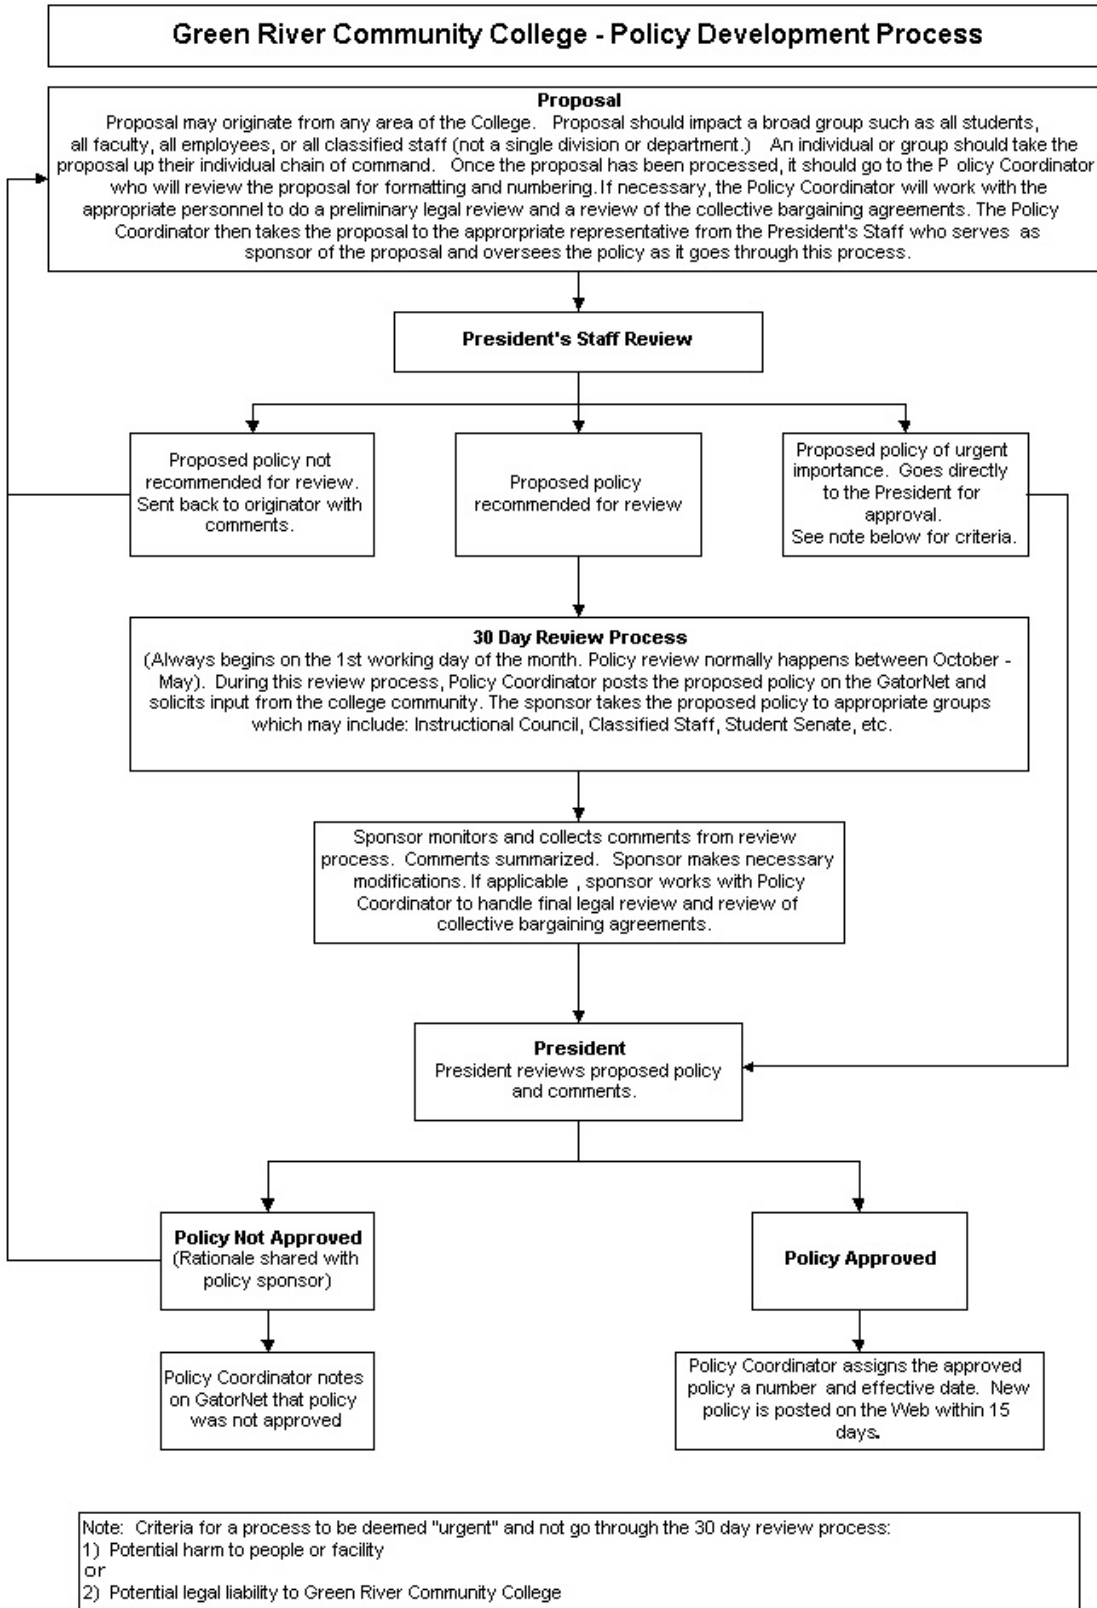 Green River Community College - Policy Development Process
Proposal
Proposal may originate from any area of the College. Proposal should impact a broad group such as all students,
all faculty, all employees, or all classified staff (not a single division or department.) An individual or group should take the
proposal up their individual chain of command. Once the proposal has been processed, it should go to the P olicy Coordinator
who will review the proposal for formatting and numbering. If necessary, the Policy Coordinator will work with the
appropriate personnel to do a preliminary legal review and a review of the collective bargaining agreements. The Policy
Coordinator then takes the proposal to the approrpriate representative from the President's Staff who serves as
sponsor of the proposal and oversees the policy as it goes through this process.
President's Staff Review
Proposed policy not
recommended for review.
Sent back to originator with
comments.
Proposed policy
recommended for review
Proposed policy of urgent
importance. Goes directly
to the President for
approval.
See note below for criteria.
30 Day Review Process
(Always begins on the 1st working day of the month. Policy review normally happens between October -
May). During this review process, Policy Coordinator posts the proposed policy on the GatorNet and
solicits input from the college community. The sponsor takes the proposed policy to appropriate groups
which may include: Instructional Council, Classified Staff, Student Senate, etc.
Sponsor monitors and collects comments from review
process. Comments summarized. Sponsor makes necessary
modifications. If applicable , sponsor works with Policy
Coordinator to handle final legal review and review of
collective bargaining agreements.
President
President reviews proposed policy
and comments.
Policy Not Approved
(Rationale shared with
policy sponsor)
Policy Approved
Policy Coordinator notes
on GatorNet that policy
was not approved
Policy Coordinator assigns the approved
policy a number and effective date. New
policy is posted on the Web within 15
days.
Note: Criteria for a process to be deemed "urgent" and not go through the 30 day review process:
1) Potential harm to people or facility
or
2) Potential legal liability to Green River Community College